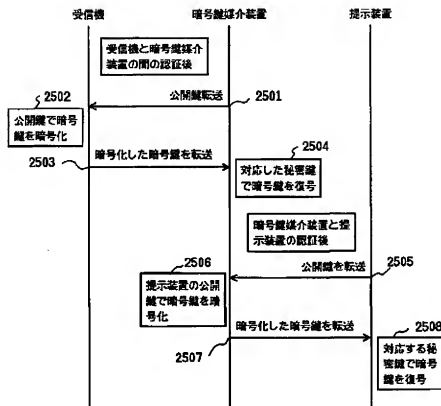 受信機
暗号鍵媒介装置
提示装置
受信機と暗号鍵媒介
装置の間の認証後
2502
公開鍵転送
2501
公開鍵で暗号
鍵を暗号化
2503
暗号化した暗号鍵を転送
2504
対応した秘密鍵
で暗号鍵を復号
暗号鍵媒介装置と提
示装置の認証後
2506
公開鍵を転送
2505
提示装置の公開
鍵で暗号鍵を暗
号化
暗号化した暗号鍵を転送
2508
2507
対応する秘
密鍵で暗号
鍵を復号